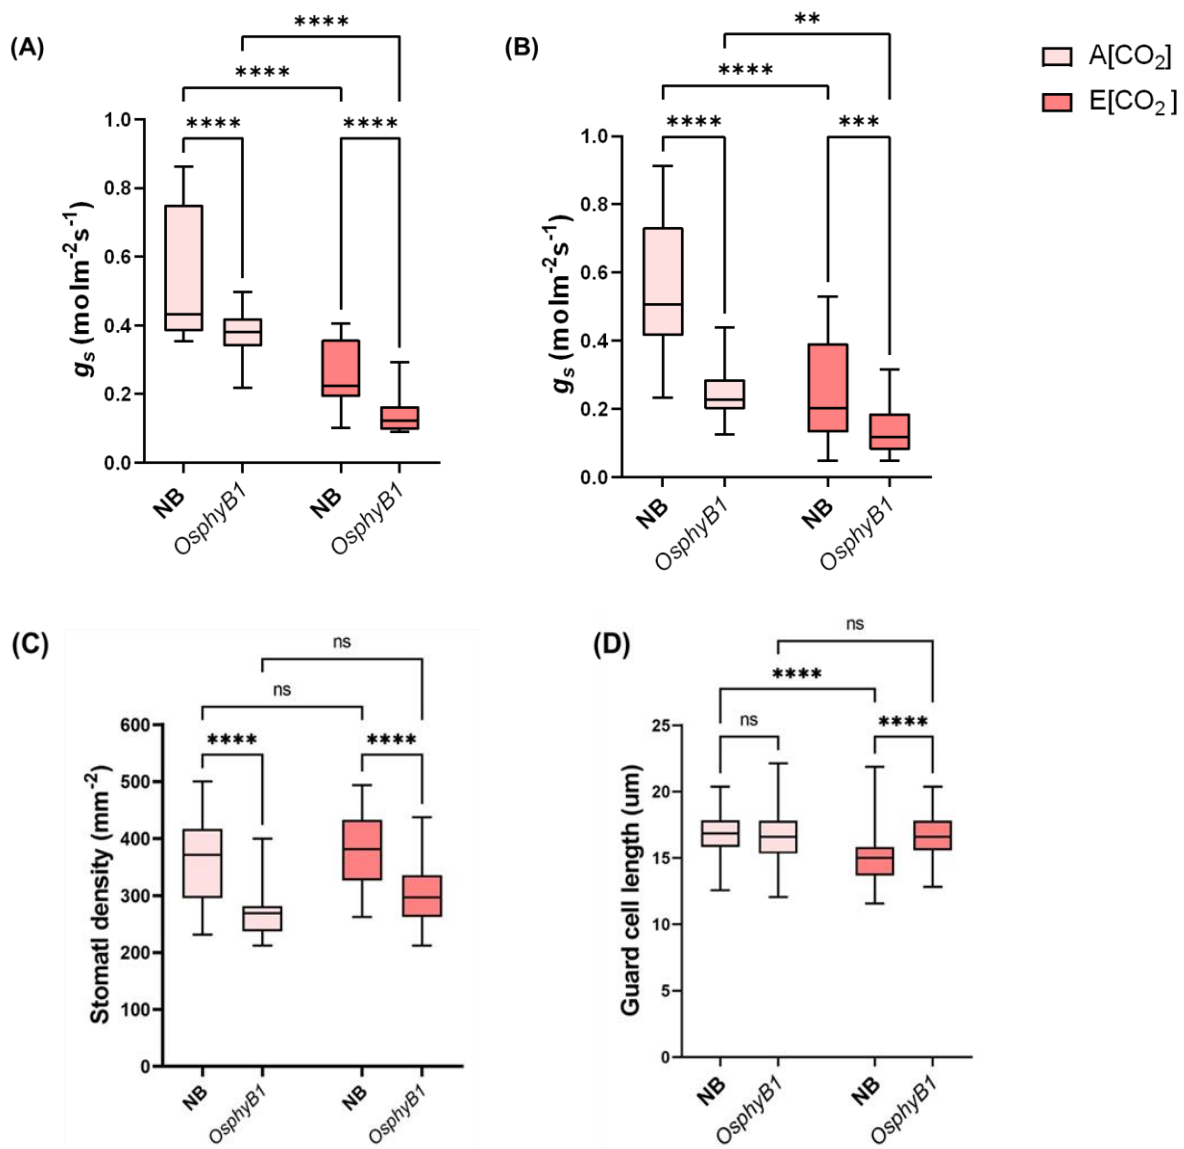 (A)
****
****
****
****
1.0
0.8
0.6
0.4
0.2
0.0
gs (molm-2s-1)
NB
OsphyB1
NB
OsphyB1
(B)
**
****
****
***
1.0
0.8
0.6
0.4
0.2
0.0
gs (molm-2s-1)
NB
OsphyB1
NB
OsphyB1
A[CO2]
E[CO2]
(C)
ns
ns
****
****
600
500
400
300
200
100
0
Stomatl density (mm-2)
NB
OsphyB1
NB
OsphyB1
(D)
ns
****
ns
****
25
20
15
10
5
0
Guard cell length (um)
NB
OsphyB1
NB
OsphyB1